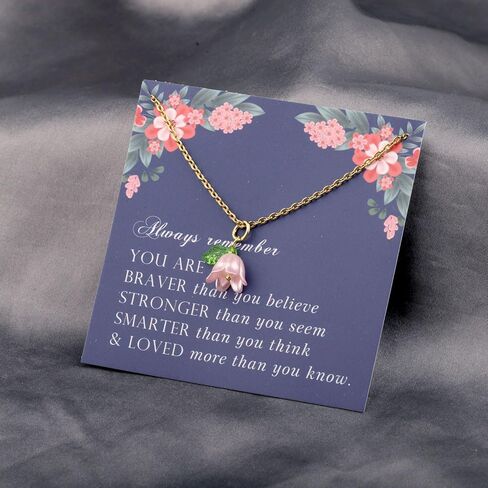 Always remember
YOU ARE
BRAVER than you believe
STRONGER than you seem
SMARTER than you think
& LOVED more than you know.